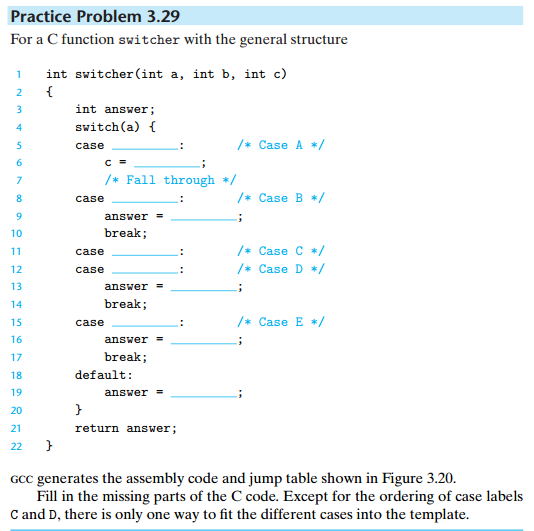 Practice Problem 3.29
For a C function switcher with the general structure
1 int switcher(int a, int b, int c)
2 {
3 int answer;
4 switch(a) {
5 case ________: /* Case A */
6 c = ________;
7 /* Fall through */
8 case ________: /* Case B */
9 answer = ________;
10 break;
11 case ________: /* Case C */
12 case ________: /* Case D */
13 answer = ________;
14 break;
15 case ________: /* Case E */
16 answer = ________;
17 break;
18 default:
19 answer = ________;
20 }
21 return answer;
22 }
GCC generates the assembly code and jump table shown in Figure 3.20.
Fill in the missing parts of the C code. Except for the ordering of case labels
C and D, there is only one way to fit the different cases into the template.